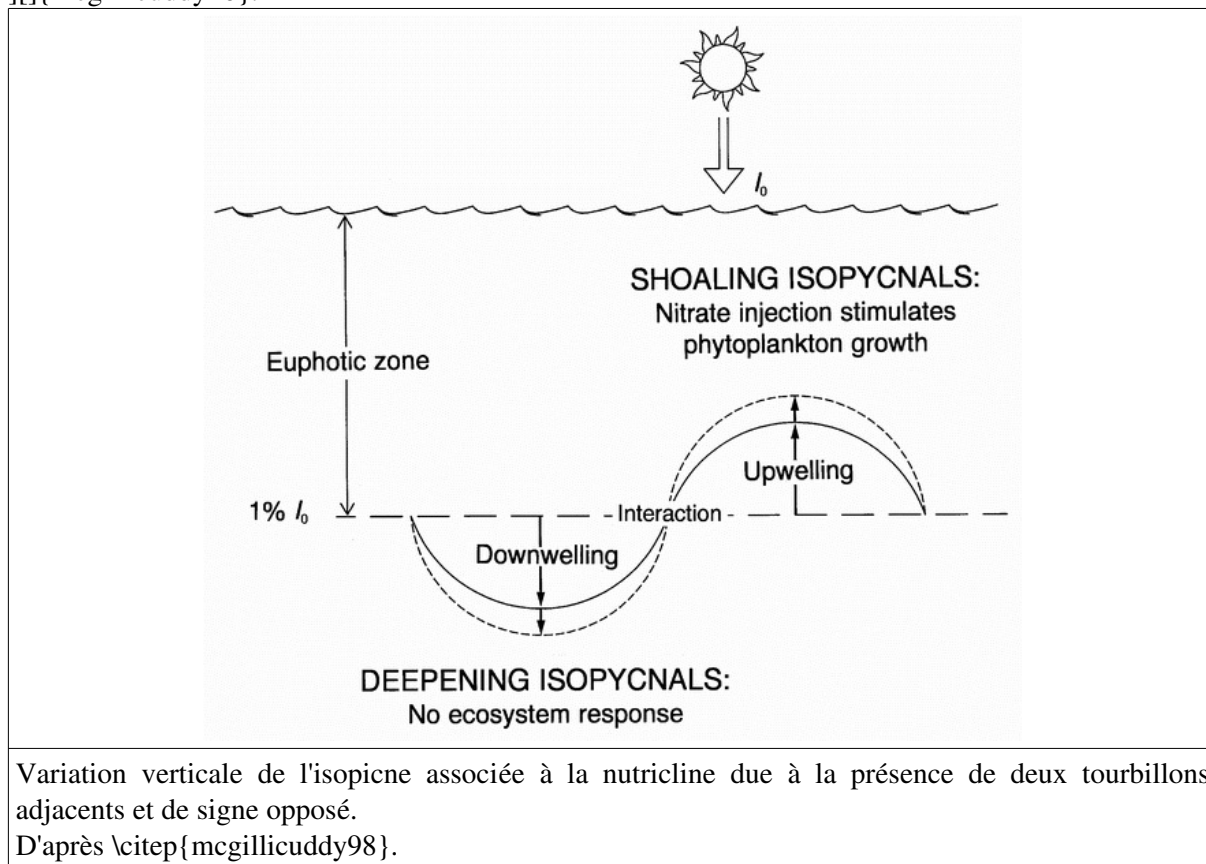 I₀
SHOALING ISOPYCNALS:
Nitrate injection stimulates
phytoplankton growth
Euphotic zone
Upwelling
1% I₀
Interaction
Downwelling
DEEPENING ISOPYCNALS:
No ecosystem response
Variation verticale de l'isopicne associée à la nutricline due à la présence de deux tourbillons
adjacents et de signe opposé.
D'après \citep{mcgillicuddy98}.